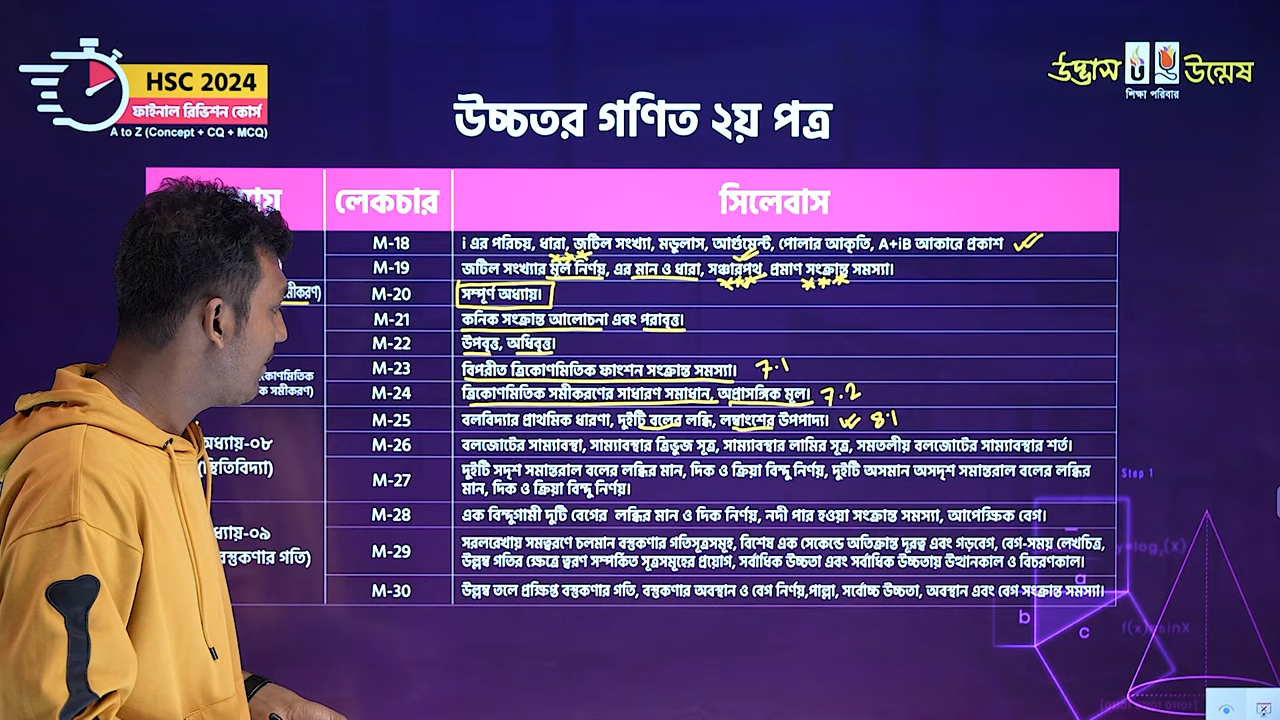 HSC 2024
ফাইনাল রিভিশন কোর্স
A to Z (Concept + CQ + MCQ)
উদ্ভাস উন্মেষ
শিক্ষা পরিবার
উচ্চতর গণিত ২য় পত্র
লেকচার সিলেবাস
M-18 i এর পরিচয়, ধারা, জটিল সংখ্যা, মডুলাস, আর্গুমেন্ট, পোলার আকৃতি, A+iB আকারে প্রকাশ
M-19 জটিল সংখ্যার মূল নির্ণয়, এর মান ও ধারা, সঞ্চারপথ, প্রমাণ সংক্রান্ত সমস্যা।
M-20 সম্পূর্ণ অধ্যায়।
M-21 কনিক সংক্রান্ত আলোচনা এবং পরাবৃত্ত।
M-22 উপবৃত্ত, অধিবৃত্ত।
M-23 বিপরীত ত্রিকোণমিতিক ফাংশন সংক্রান্ত সমস্যা। 7.1
M-24 ত্রিকোণমিতিক সমীকরণের সাধারণ সমাধান, অপ্রাসঙ্গিক মূল। 7.2
M-25 বলবিদ্যার প্রাথমিক ধারণা, দুইটি বলের লব্ধি, লম্বাংশের উপপাদ্য। 8.1
M-26 বলজোটের সাম্যাবস্থা, সাম্যাবস্থার ত্রিভুজ সূত্র, সাম্যাবস্থার লামির সূত্র, সমতলীয় বলজোটের সাম্যাবস্থার শর্ত।
M-27 দুইটি সদৃশ সমান্তরাল বলের লব্ধির মান, দিক ও ক্রিয়া বিন্দু নির্ণয়, দুইটি অসমান অসদৃশ সমান্তরাল বলের লব্ধির
মান, দিক ও ক্রিয়া বিন্দু নির্ণয়।
M-28 এক বিন্দুগামী দুটি বেগের লব্ধির মান ও দিক নির্ণয়, নদী পার হওয়া সংক্রান্ত সমস্যা, আপেক্ষিক বেগ।
M-29 সরলরেখায় সমত্বরণে চলমান বস্তুকণার গতিসূত্রসমূহ, বিশেষ এক সেকেন্ডে অতিক্রান্ত দূরত্ব এবং গড়বেগ, বেগ-সময় লেখচিত্র,
উল্লম্ব গতির ক্ষেত্রে ত্বরণ সম্পর্কিত সূত্রসমূহের প্রয়োগ, সর্বাধিক উচ্চতা এবং সর্বাধিক উচ্চতায় উত্থানকাল ও বিচরণকাল।
M-30 উল্লম্ব তলে প্রক্ষিপ্ত বস্তুকণার গতি, বস্তুকণার অবস্থান ও বেগ নির্ণয়,পাল্লা, সর্বোচ্চ উচ্চতা, অবস্থান এবং বেগ সংক্রান্ত সমস্যা।
Step 1
a
b
c